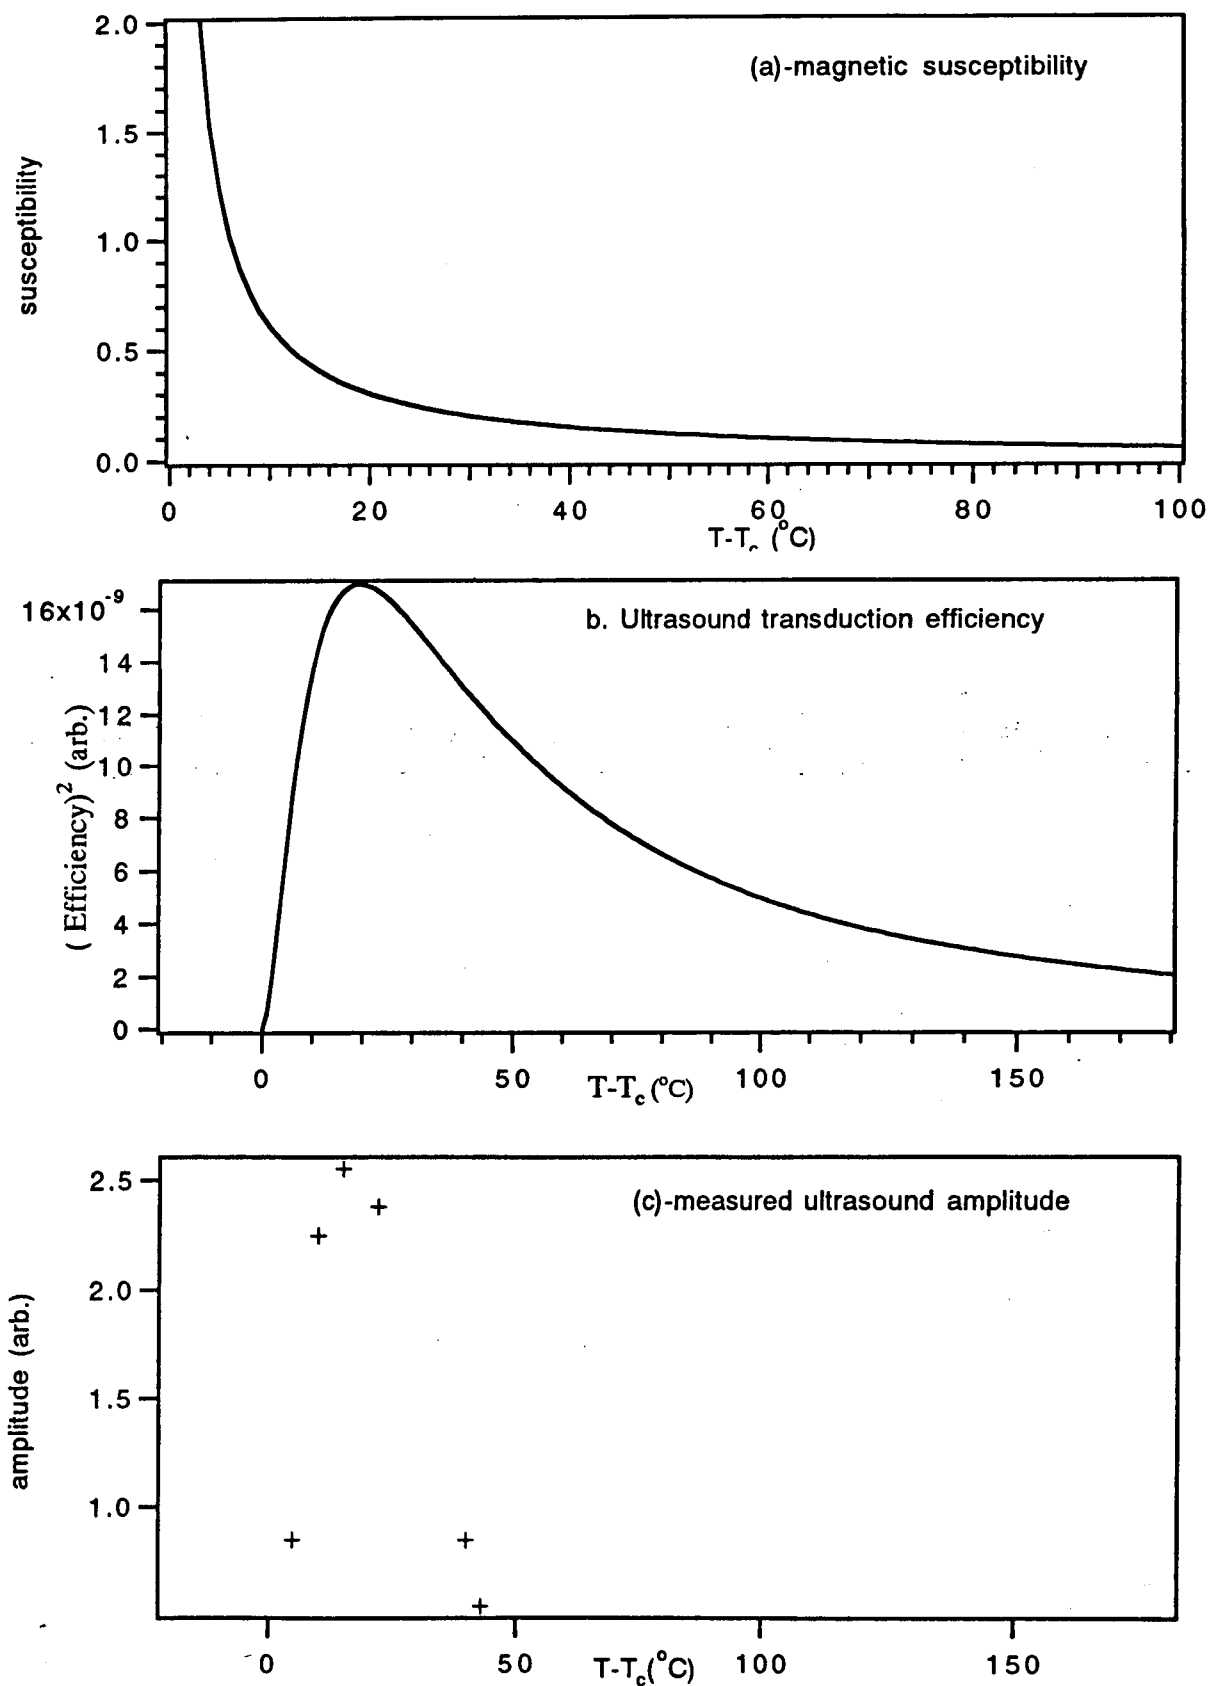 (a)-magnetic susceptibility
susceptibility
2.0
1.5
1.0
0.5
0.0
0 20 40 60 80 100
T-Tc (°C)
b. Ultrasound transduction efficiency
(Efficiency)² (arb.)
16x10⁻⁹
14
12
10
8
6
4
2
0
0 50 100 150
T-Tc (°C)
(c)-measured ultrasound amplitude
amplitude (arb.)
2.5
2.0
1.5
1.0
0 50 100 150
T-Tc(°C)